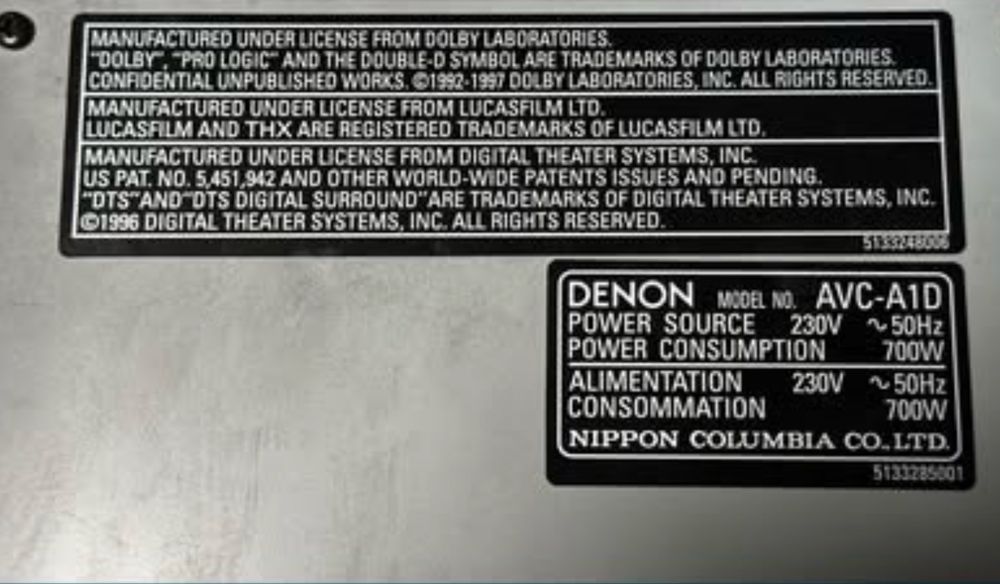 MANUFACTURED UNDER LICENSE FROM DOLBY LABORATORIES.
"DOLBY", "PRO LOGIC" AND THE DOUBLE-D SYMBOL ARE TRADEMARKS OF DOLBY LABORATORIES.
CONFIDENTIAL UNPUBLISHED WORKS. ©1992-1997 DOLBY LABORATORIES, INC. ALL RIGHTS RESERVED.
MANUFACTURED UNDER LICENSE FROM LUCASFILM LTD.
LUCASFILM AND THX ARE REGISTERED TRADEMARKS OF LUCASFILM LTD.
MANUFACTURED UNDER LICENSE FROM DIGITAL THEATER SYSTEMS, INC.
US PAT. NO. 5,451,942 AND OTHER WORLD-WIDE PATENTS ISSUES AND PENDING.
"DTS"AND"DTS DIGITAL SURROUND"ARE TRADEMARKS OF DIGITAL THEATER SYSTEMS, INC.
©1996 DIGITAL THEATER SYSTEMS, INC. ALL RIGHTS RESERVED.
5133248006
DENON MODEL NO. AVC-A1D
POWER SOURCE 230V ~50Hz
POWER CONSUMPTION 700W
ALIMENTATION 230V ~50Hz
CONSOMMATION 700W
NIPPON COLUMBIA CO.,LTD.
5133285001